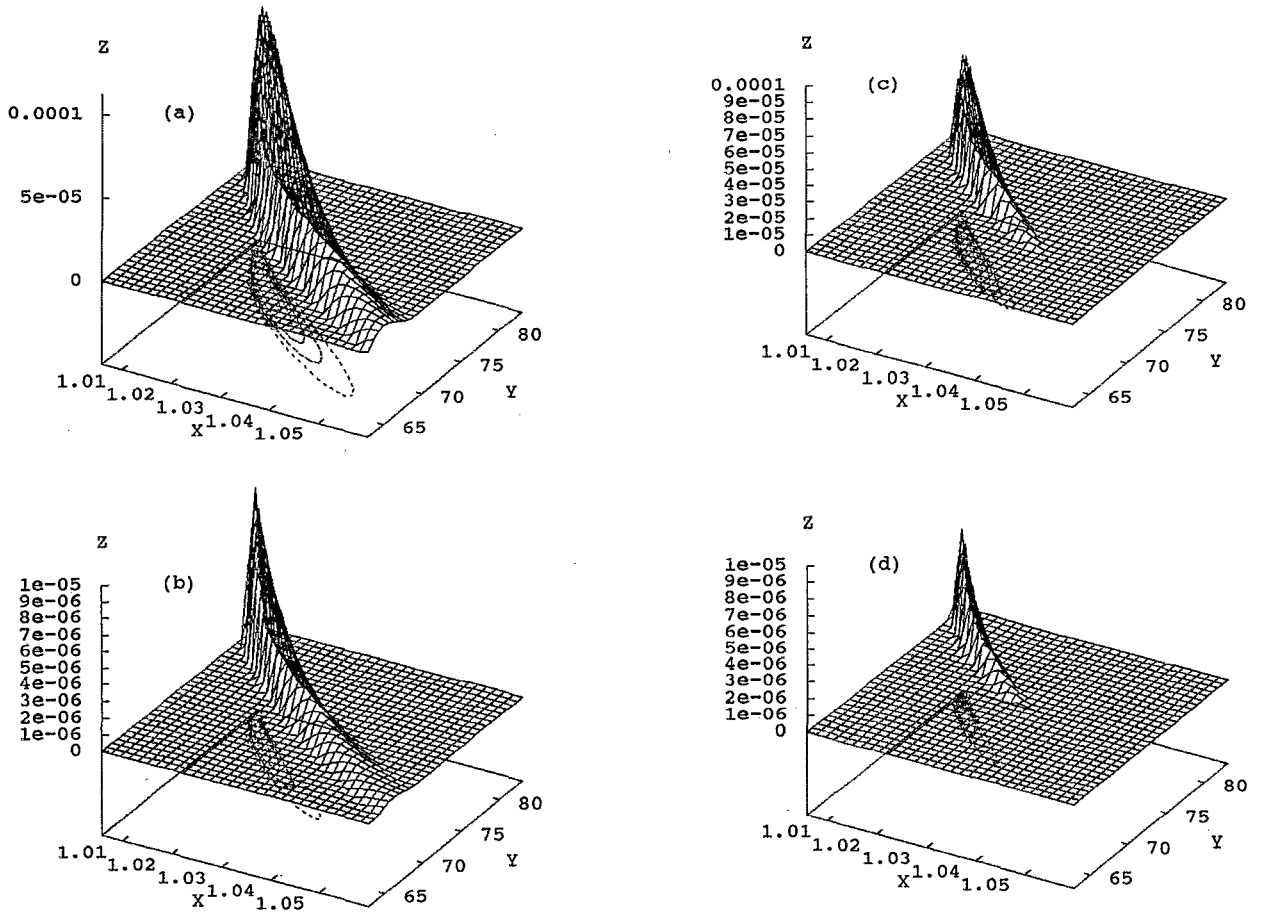 Z
(a)
0.0001
5e-05
0
1.01
1.02
1.03
1.04
1.05
X
65
70
75
80
Y
Z
(c)
0.0001
9e-05
8e-05
7e-05
6e-05
5e-05
4e-05
3e-05
2e-05
1e-05
0
1.01
1.02
1.03
1.04
1.05
X
65
70
75
80
Y
Z
(b)
1e-05
9e-06
8e-06
7e-06
6e-06
5e-06
4e-06
3e-06
2e-06
1e-06
0
1.01
1.02
1.03
1.04
1.05
X
65
70
75
80
Y
Z
(d)
1e-05
9e-06
8e-06
7e-06
6e-06
5e-06
4e-06
3e-06
2e-06
1e-06
0
1.01
1.02
1.03
1.04
1.05
X
65
70
75
80
Y